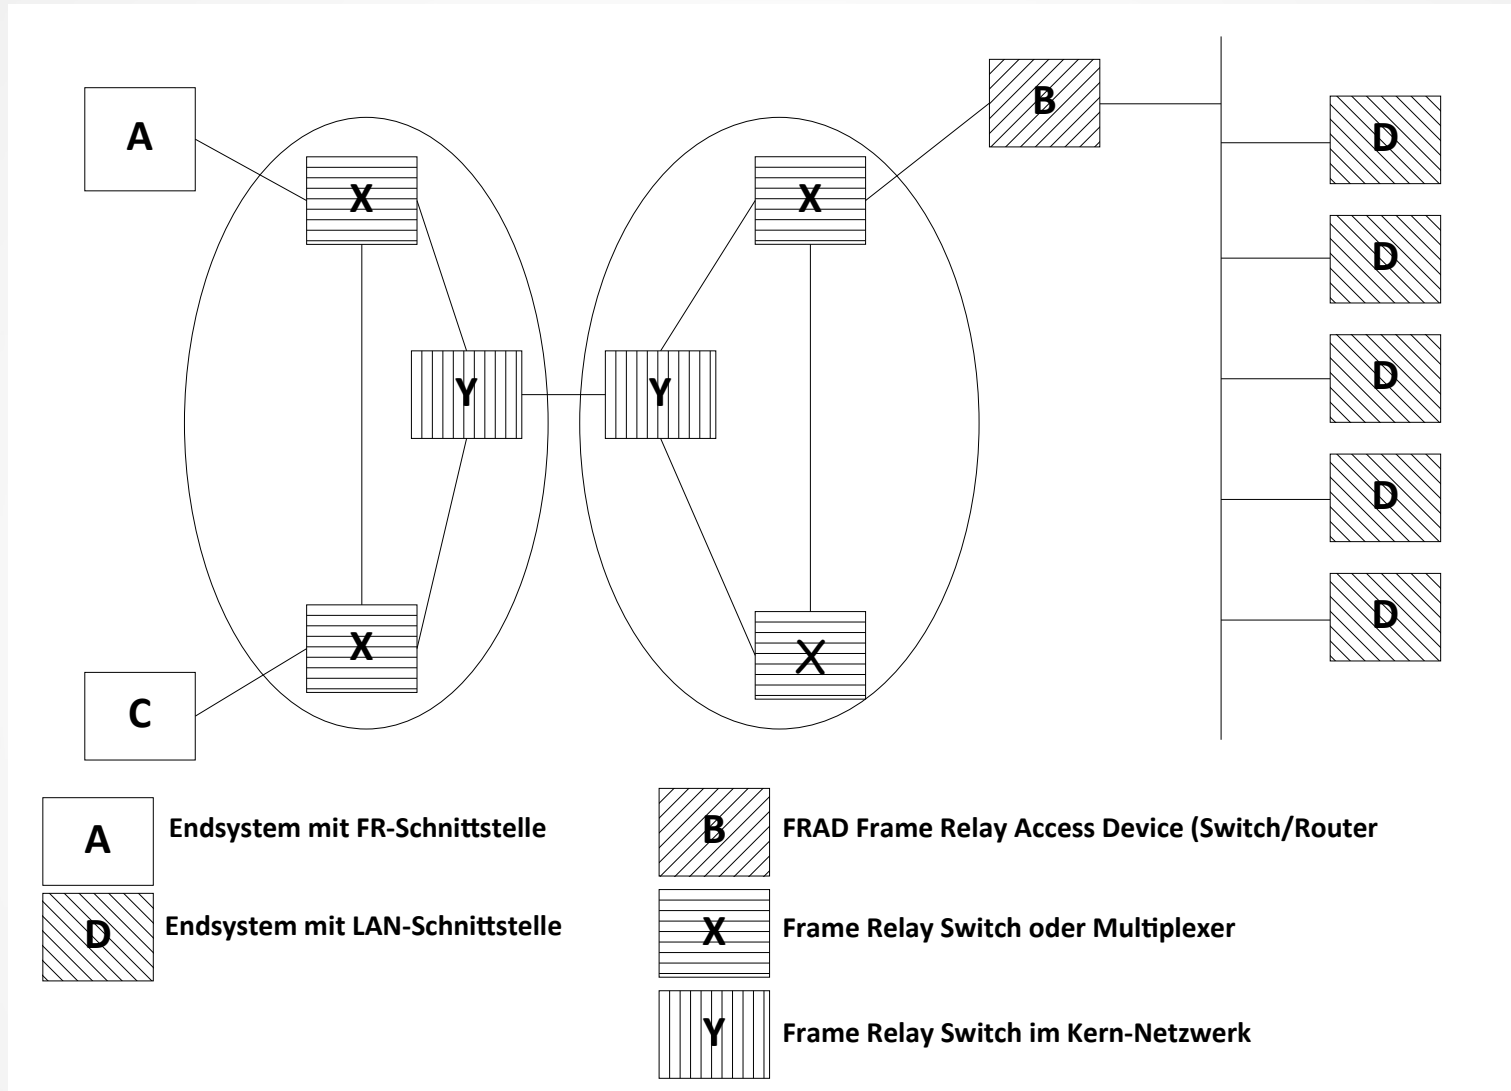 B
A
D
X
X
D
D
Y
Y
D
X
X
D
C
A
Endsystem mit FR-Schnittstelle
B
FRAD Frame Relay Access Device (Switch/Router
D
Endsystem mit LAN-Schnittstelle
X
Frame Relay Switch oder Multiplexer
Y
Frame Relay Switch im Kern-Netzwerk